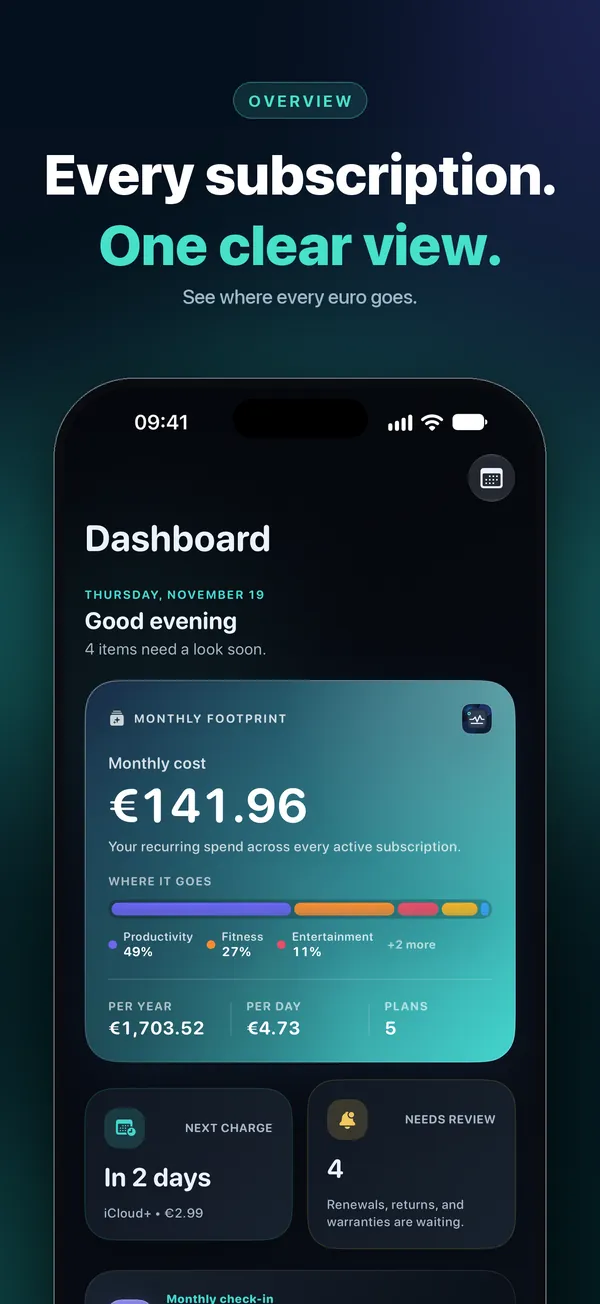 OVERVIEW
Every subscription.
One clear view.
See where every euro goes.
09:41
Dashboard
THURSDAY, NOVEMBER 19
Good evening
4 items need a look soon.
MONTHLY FOOTPRINT
Monthly cost
€141.96
Your recurring spend across every active subscription.
WHERE IT GOES
Productivity
49%
Fitness
27%
Entertainment
11%
+2 more
PER YEAR
€1,703.52
PER DAY
€4.73
PLANS
5
NEXT CHARGE
In 2 days
iCloud+ • €2.99
NEEDS REVIEW
4
Renewals, returns, and
warranties are waiting.
Monthly check-in